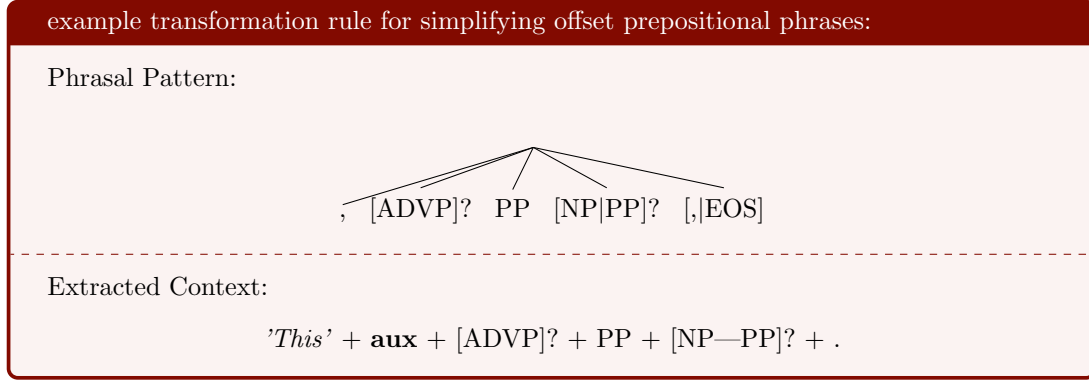 example transformation rule for simplifying offset prepositional phrases:
Phrasal Pattern:
, [ADVP]? PP [NP|PP]? [,|EOS]
Extracted Context:
’This’ + aux + [ADVP]? + PP + [NP—PP]? + .